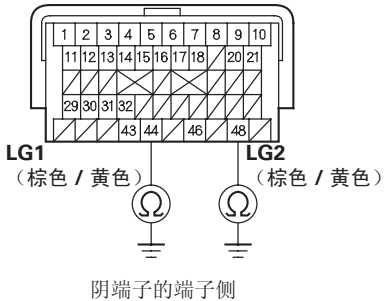 1 2 3 4 5 6 7 8 9 10
11 12 13 14 15 16 17 18 20 21
29 30 31 32
43 44 46 48
LG1 LG2
（棕色 / 黄色） （棕色 / 黄色）
Ω Ω
阴端子的端子侧